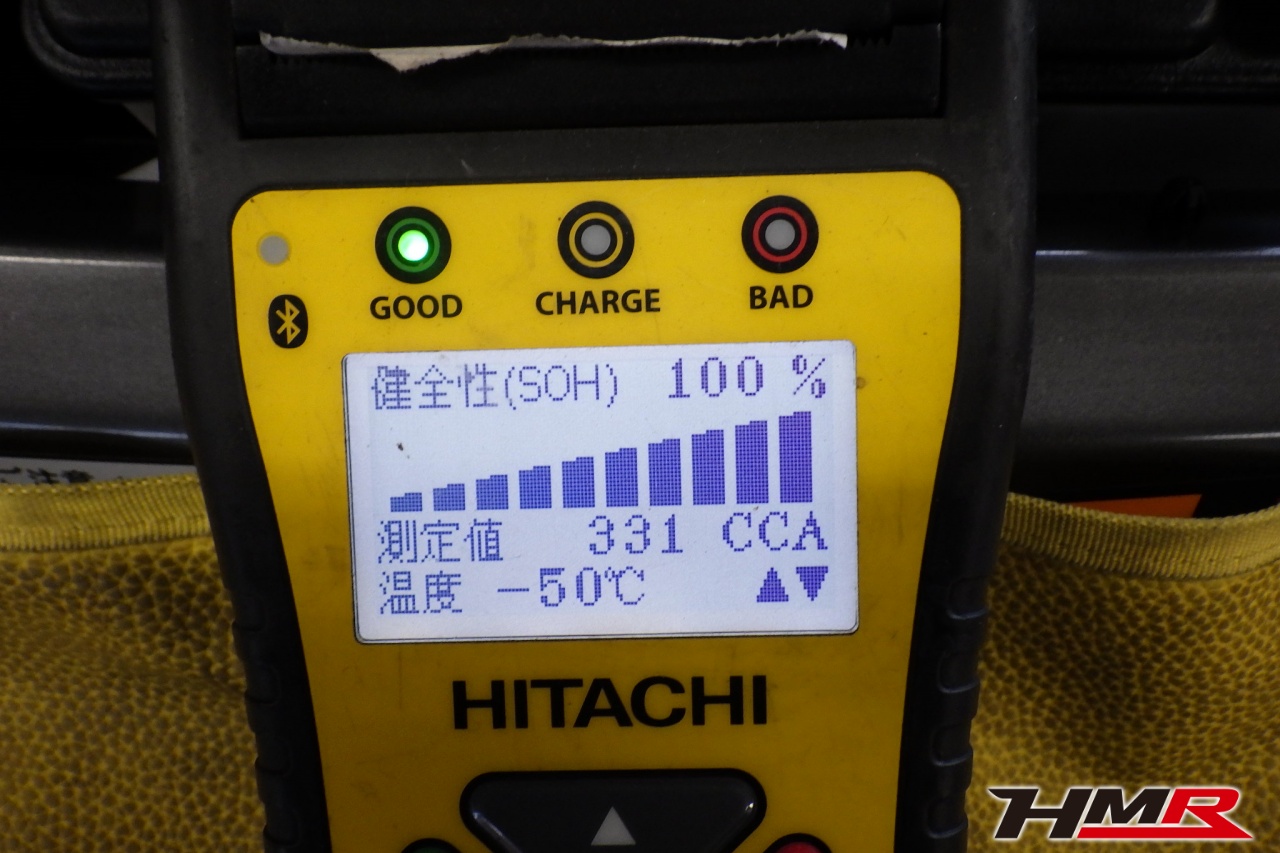 GOOD
CHARGE
BAD
健全性(SOH) 100 %
測定値 331 CCA
温度 -50℃
HITACHI
HMR